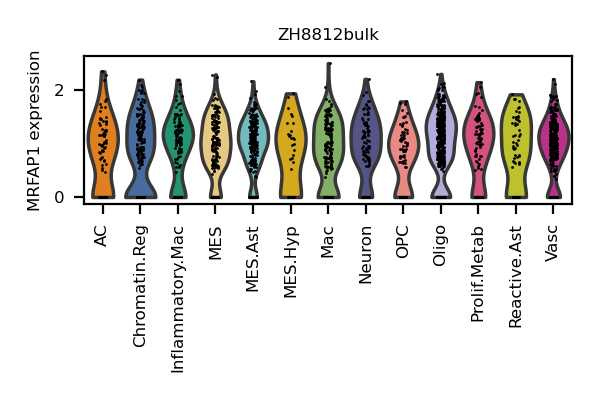 ZH8812bulk
MRFAP1 expression
2
0
AC
Chromatin.Reg
Inflammatory.Mac
MES
MES.Ast
MES.Hyp
Mac
Neuron
OPC
Oligo
Prolif.Metab
Reactive.Ast
Vasc